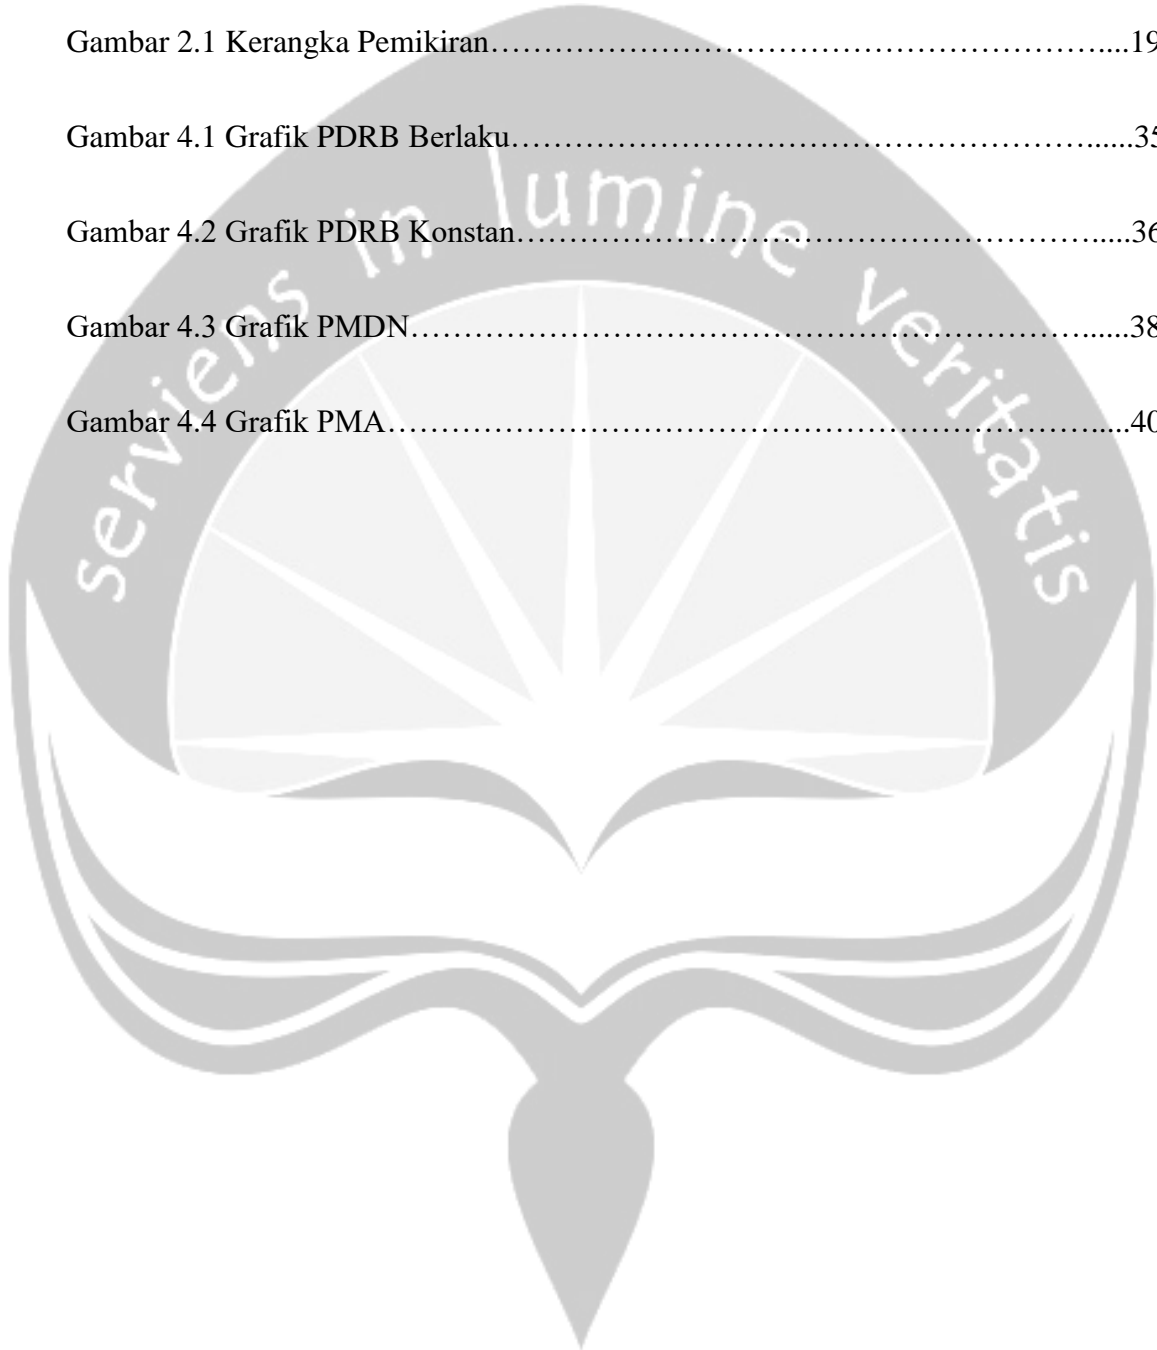 Gambar 2.1 Kerangka Pemikiran…………………………………………………....19
Gambar 4.1 Grafik PDRB Berlaku………………………………………………......35
Gambar 4.2 Grafik PDRB Konstan……………………………………………….....36
Gambar 4.3 Grafik PMDN………………………………………………………......38
Gambar 4.4 Grafik PMA………………………………………………………….....40
serviens in lumine veritatis